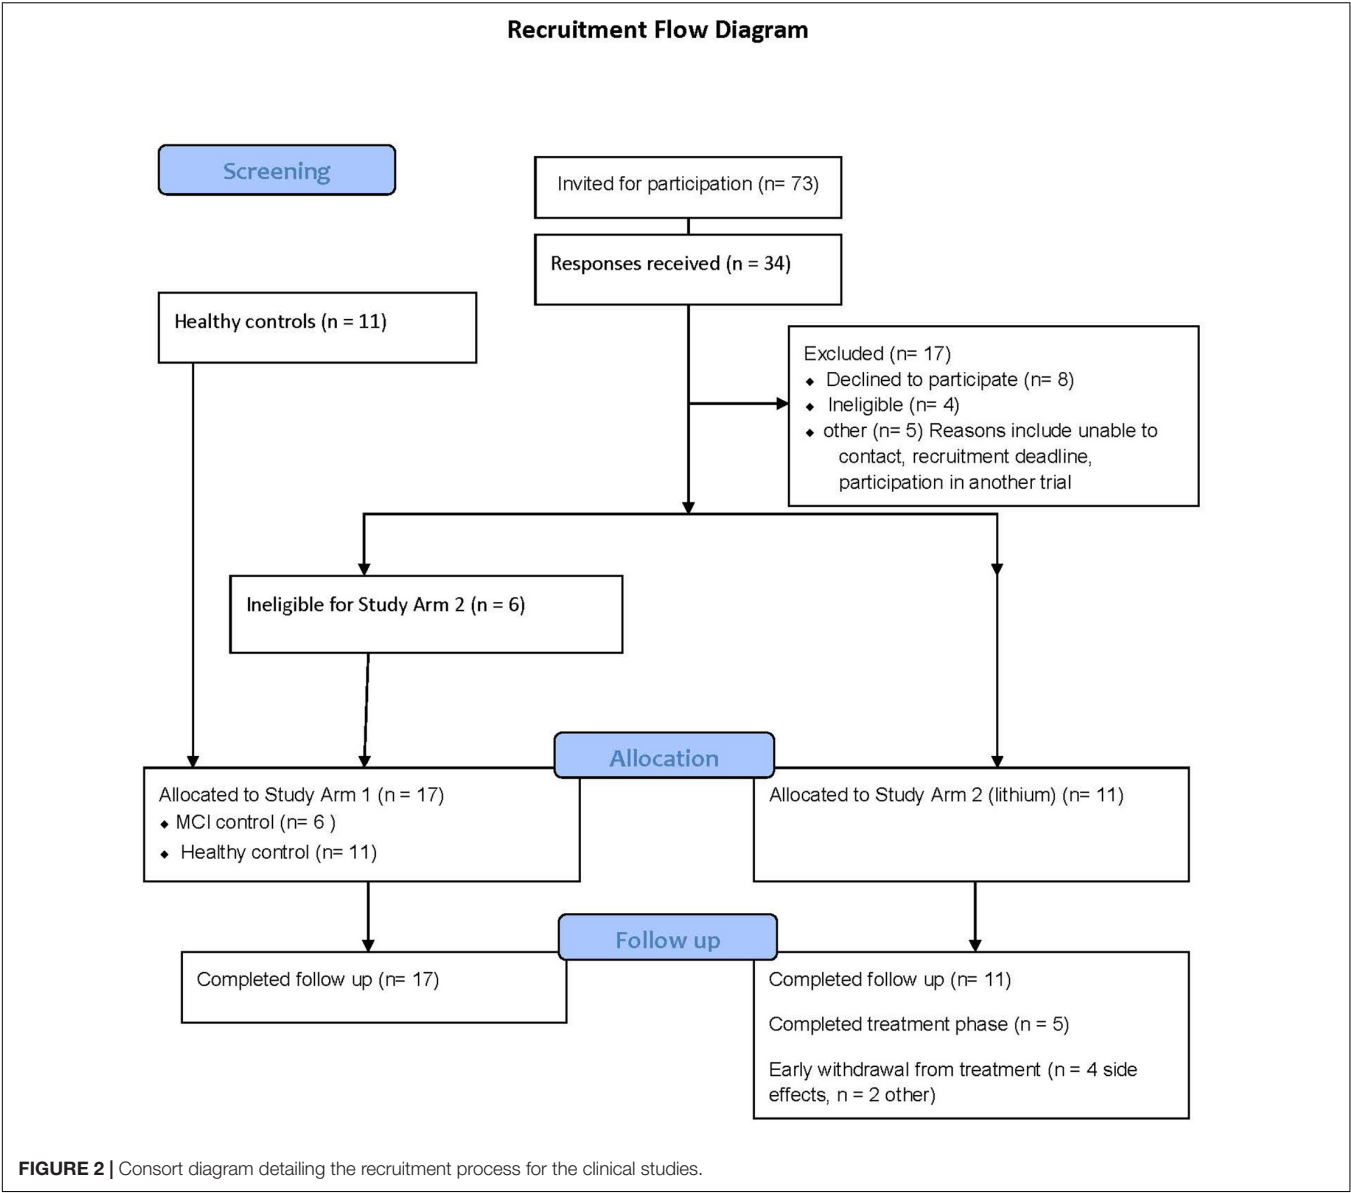 Recruitment Flow Diagram
Screening
Invited for participation (n= 73)
Responses received (n = 34)
Healthy controls (n = 11)
Excluded (n= 17)
⬥ Declined to participate (n= 8)
⬥ Ineligible (n= 4)
⬥ other (n= 5) Reasons include unable to
contact, recruitment deadline,
participation in another trial
Ineligible for Study Arm 2 (n = 6)
Allocation
Allocated to Study Arm 1 (n = 17)
⬥ MCI control (n= 6 )
⬥ Healthy control (n= 11)
Allocated to Study Arm 2 (lithium) (n= 11)
Follow up
Completed follow up (n= 17)
Completed follow up (n= 11)
Completed treatment phase (n = 5)
Early withdrawal from treatment (n = 4 side
effects, n = 2 other)
FIGURE 2 | Consort diagram detailing the recruitment process for the clinical studies.